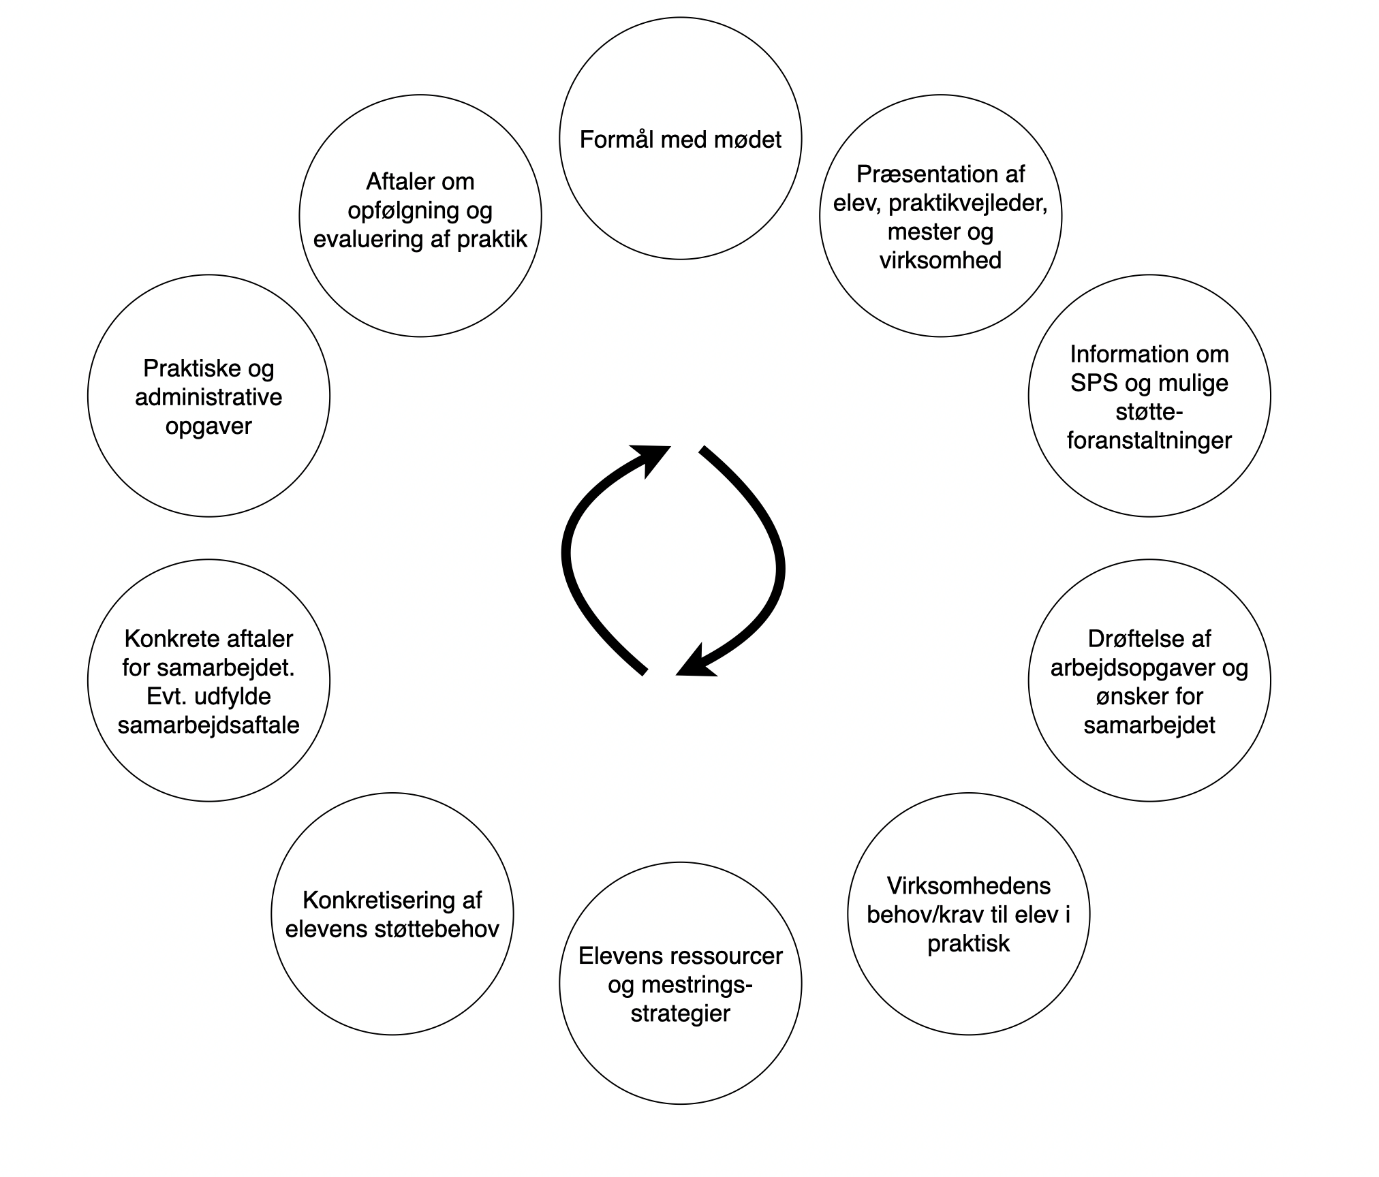 Formål med mødet
Præsentation af
elev, praktikvejleder,
mester og
virksomhed
Information om
SPS og mulige
støtte-
foranstaltninger
Drøftelse af
arbejdsopgaver og
ønsker for
samarbejdet
Virksomhedens
behov/krav til elev i
praktisk
Elevens ressourcer
og mestrings-
strategier
Konkretisering af
elevens støttebehov
Konkrete aftaler
for samarbejdet.
Evt. udfylde
samarbejdsaftale
Praktiske og
administrative
opgaver
Aftaler om
opfølgning og
evaluering af praktik